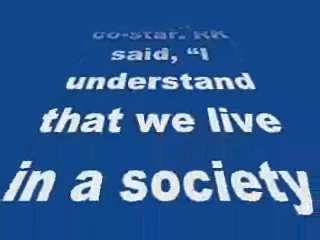 co-star. RK
said, “I
understand
that we live
in a society